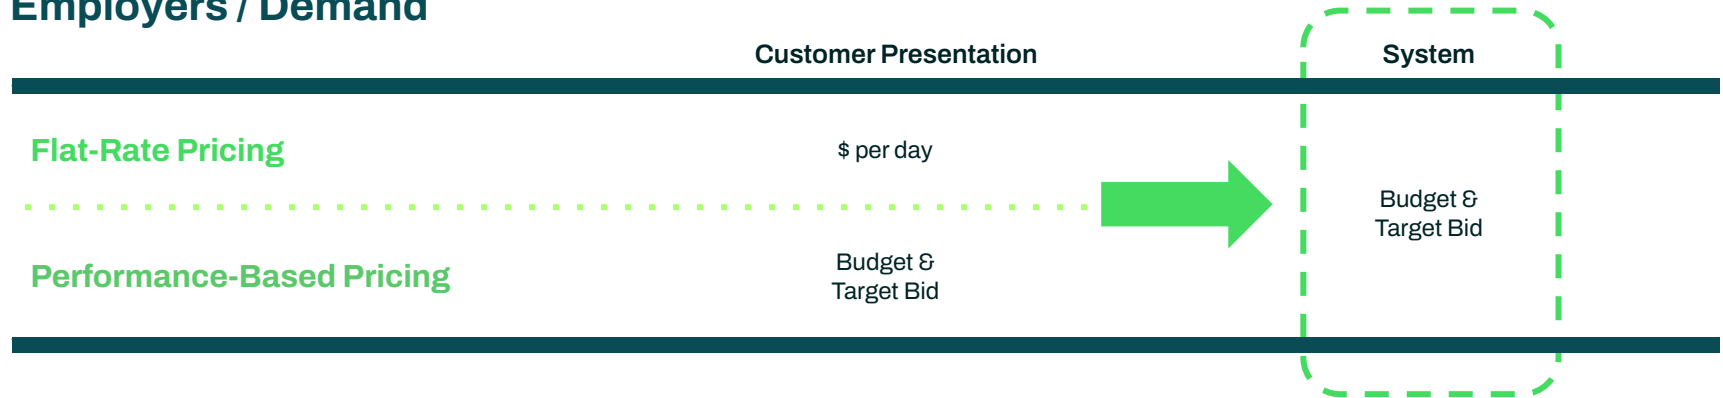 Employers / Demand
Customer Presentation
System
Flat-Rate Pricing
$ per day
Budget &
Target Bid
Performance-Based Pricing
Budget &
Target Bid